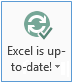 Excel is up-
to-date!